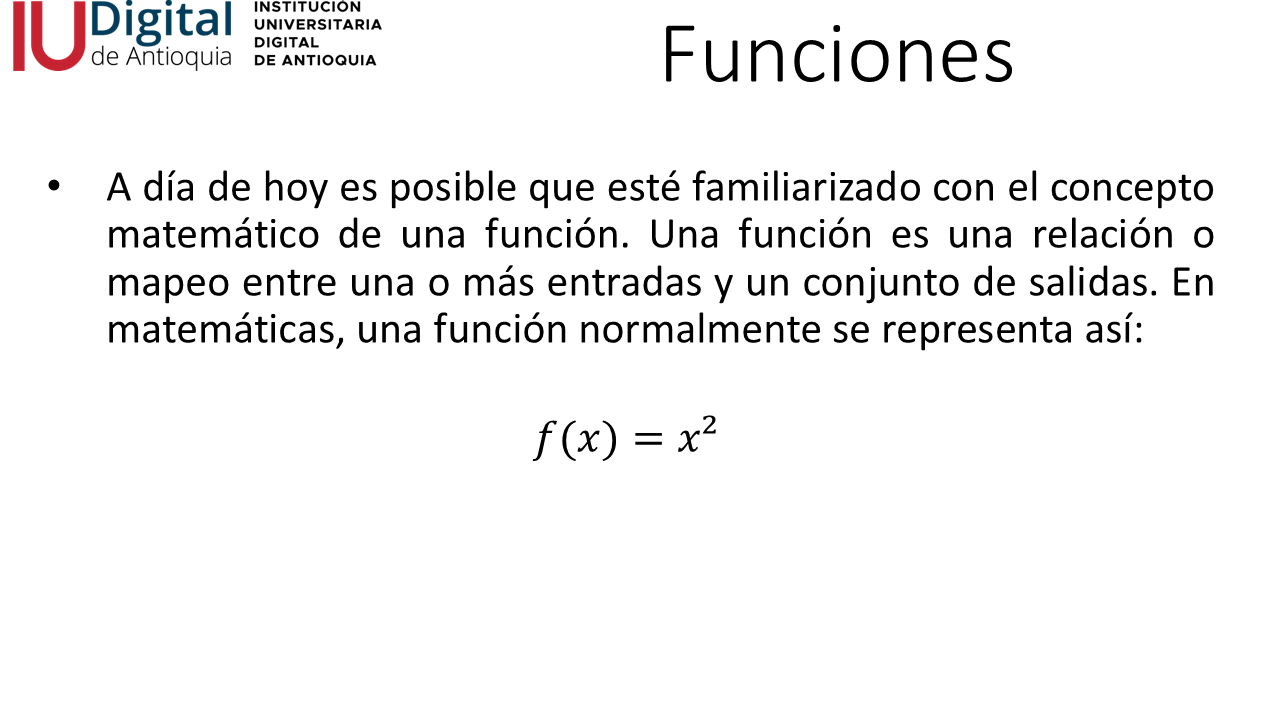 IU Digital
de Antioquia
INSTITUCIÓN
UNIVERSITARIA
DIGITAL
DE ANTIOQUIA
Funciones
• A día de hoy es posible que esté familiarizado con el concepto
matemático de una función. Una función es una relación o
mapeo entre una o más entradas y un conjunto de salidas. En
matemáticas, una función normalmente se representa así:
𝑓(𝑥) = 𝑥²